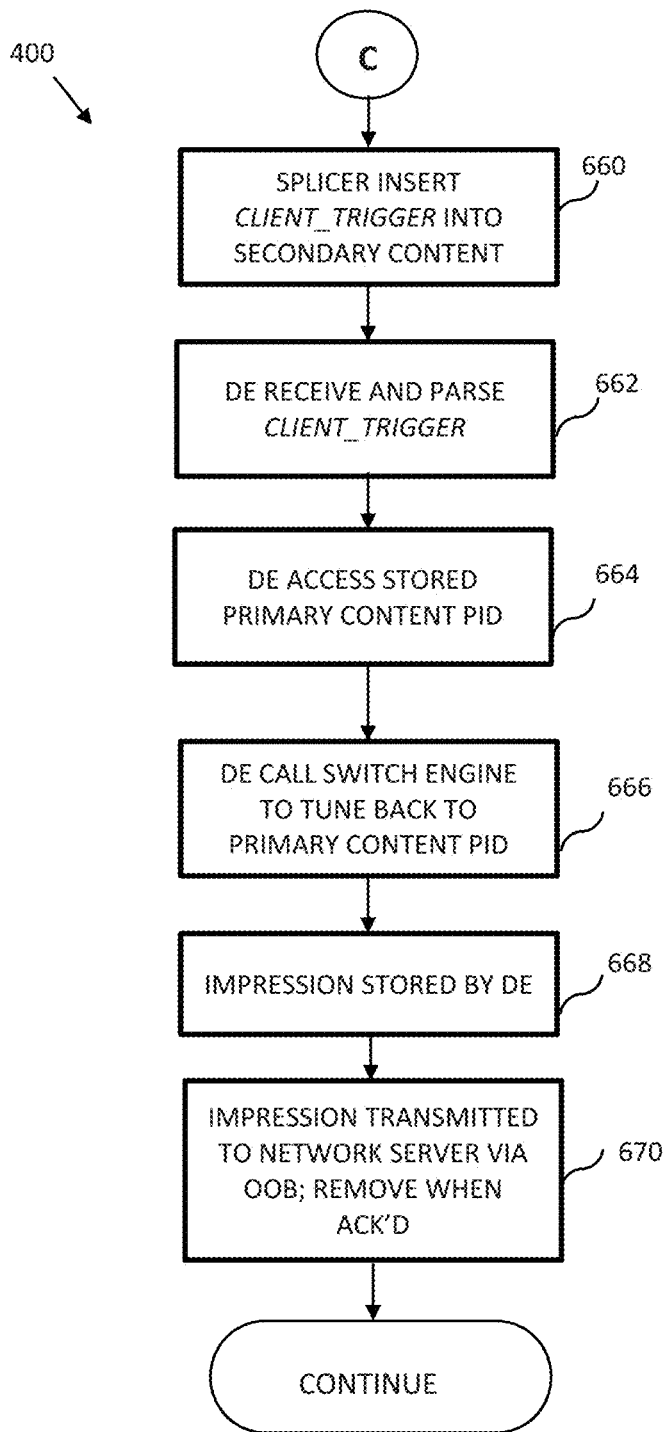 400
C
SPLICER INSERT
CLIENT_TRIGGER INTO
SECONDARY CONTENT
660
DE RECEIVE AND PARSE
CLIENT_TRIGGER
662
DE ACCESS STORED
PRIMARY CONTENT PID
664
DE CALL SWITCH ENGINE
TO TUNE BACK TO
PRIMARY CONTENT PID
666
IMPRESSION STORED BY DE
668
IMPRESSION TRANSMITTED
TO NETWORK SERVER VIA
OOB; REMOVE WHEN
ACK'D
670
CONTINUE